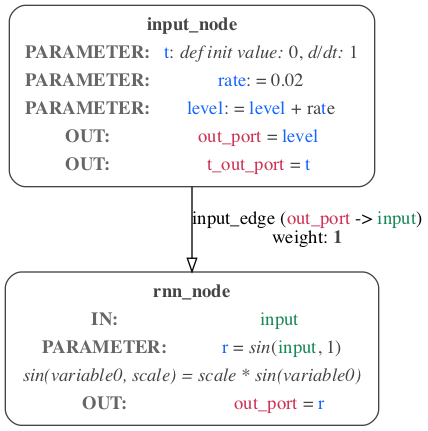 input_node
PARAMETER: t: def init value: 0, d/dt: 1
PARAMETER: rate: = 0.02
PARAMETER: level: = level + rate
OUT: out_port = level
OUT: t_out_port = t
input_edge (out_port -> input)
weight: 1
rnn_node
IN: input
PARAMETER: r = sin(input, 1)
sin(variable0, scale) = scale * sin(variable0)
OUT: out_port = r